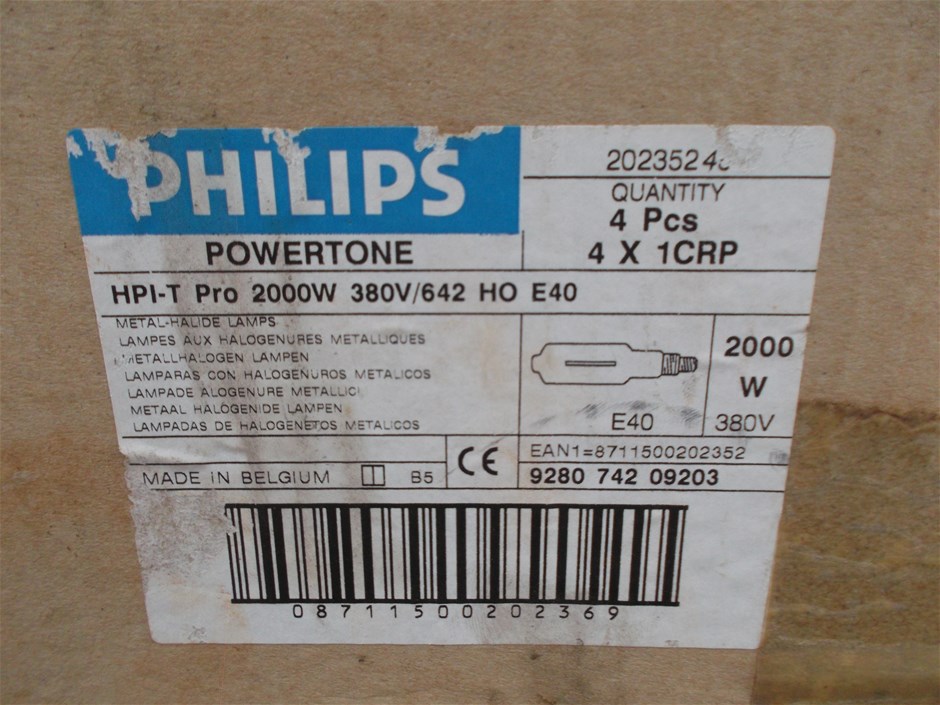 PHILIPS
POWERTONE
QUANTITY
4 Pcs
4 X 1CRP
HPI-T Pro 2000W 380V/642 HO E40
METAL-HALIDE LAMPS
LAMPES AUX HALOGENURES METALLIQUES
METALLHALOGEN LAMPEN
LAMPARAS CON HALOGENUROS METALICOS
LAMPADE ALOGENURE METALLICI
METAAL HALOGENIDE LAMPEN
LAMPADAS DE HALOGENETOS METALICOS
E40
2000
W
380V
MADE IN BELGIUM B5
CE
EAN1=8711500202352
9280 742 09203
08711500202369